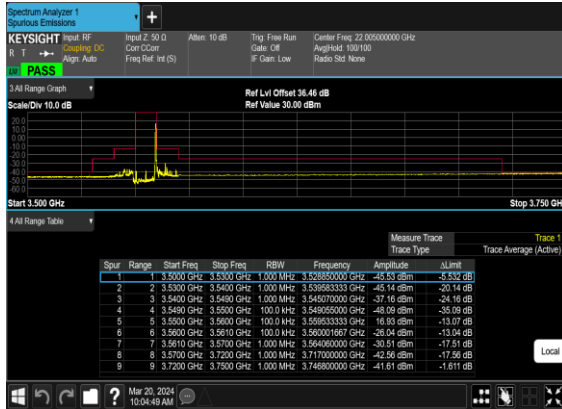 Spectrum Analyzer 1
Spurious Emissions
KEYSIGHT Input: RF Input Z: 50 Ω Atten: 10 dB Trig: Free Run Center Freq: 22.005000000 GHz
R T Coupling: DC Corr CCorr Gate: Off Avg|Hold: 100/100
Align: Auto Freq Ref: Int (S) IF Gain: Low Radio Std: None
PASS
3 All Range Graph
Ref Lvl Offset 36.46 dB
Scale/Div 10.0 dB Ref Value 30.00 dBm
20.0
10.0
0.0
-10.0
-20.0
-30.0
-40.0
-50.0
-60.0
Start 3.500 GHz Stop 3.750 GH
4 All Range Table
Measure Trace Trace 1
Trace Type Trace Average (Active)
Spur Range Start Freq Stop Freq RBW Frequency Amplitude ΔLimit
1 1 3.5000 GHz 3.5300 GHz 1.000 MHz 3.528850000 GHz -45.53 dBm -5.532 dB
2 2 3.5300 GHz 3.5400 GHz 1.000 MHz 3.539583333 GHz -45.14 dBm -20.14 dB
3 3 3.5400 GHz 3.5490 GHz 1.000 MHz 3.545070000 GHz -37.16 dBm -24.16 dB
4 4 3.5490 GHz 3.5500 GHz 100.0 kHz 3.549055000 GHz -48.09 dBm -35.09 dB
5 5 3.5500 GHz 3.5600 GHz 100.0 kHz 3.559533333 GHz 16.93 dBm -13.07 dB
6 6 3.5600 GHz 3.5610 GHz 100.0 kHz 3.560001667 GHz -26.04 dBm -13.04 dB
7 7 3.5610 GHz 3.5700 GHz 1.000 MHz 3.564060000 GHz -30.51 dBm -17.51 dB
8 8 3.5700 GHz 3.7200 GHz 1.000 MHz 3.717000000 GHz -42.56 dBm -17.56 dB
9 9 3.7200 GHz 3.7500 GHz 1.000 MHz 3.746800000 GHz -41.61 dBm -1.611 dB
Local
Mar 20, 2024
10:04:49 AM